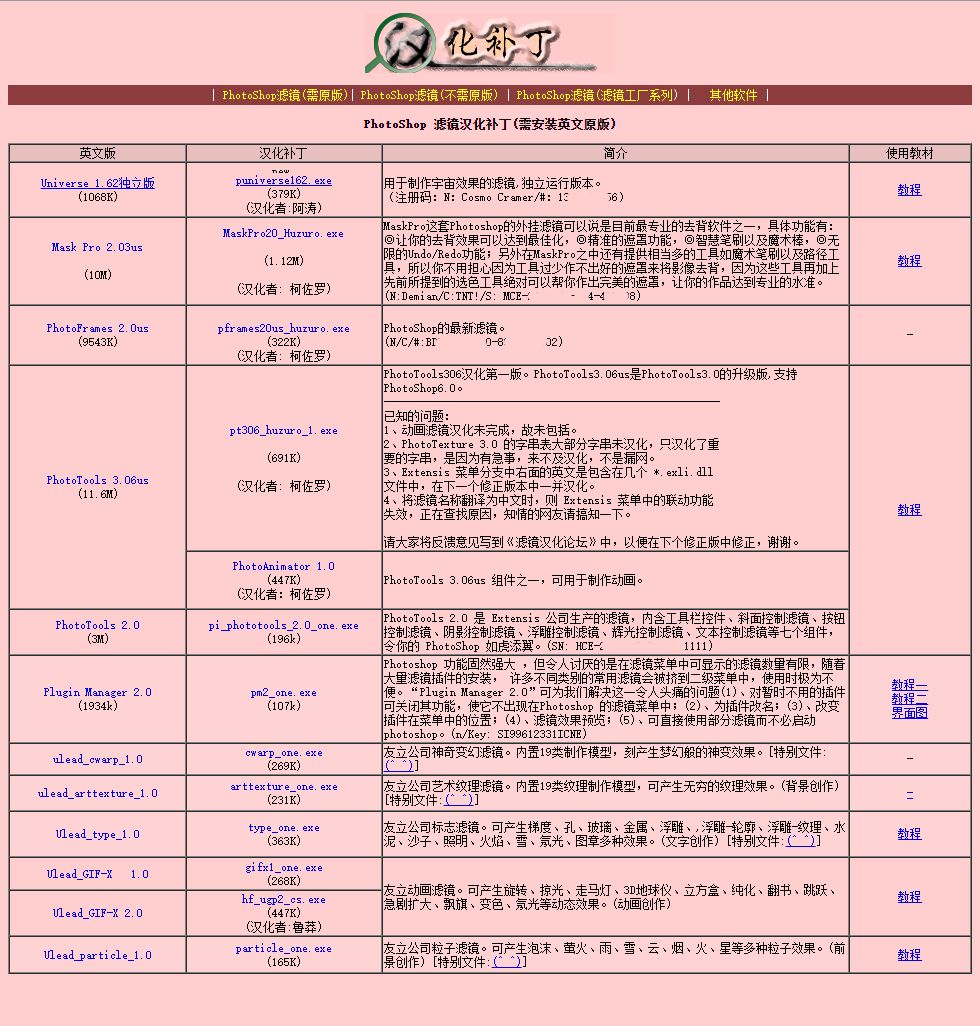 汉化补丁
| PhotoShop滤镜(需原版)| PhotoShop滤镜(不需原版) | PhotoShop滤镜(滤镜工厂系列) | 其他软件 |
PhotoShop 滤镜汉化补丁(需安装英文原版)
英文版 汉化补丁 简介 使用教材
Universe 1.62独立版
(1068K)
new
puniverse162.exe
(379K)
(汉化者:阿涛)
用于制作宇宙效果的滤镜,独立运行版本。
(注册码: N: Cosmo Cramer/#: 13 56)
教程
Mask Pro 2.03us
(10M)
MaskPro20_Huzuro.exe
(1.12M)
(汉化者: 柯佐罗)
MaskPro这套Photoshop的外挂滤镜可以说是目前最专业的去背软件之一，具体功能有:
◎让你的去背效果可以达到最佳化，◎精准的遮罩功能，◎智慧笔刷以及魔术棒，◎无
限的Undo/Redo功能；另外在MaskPro之中还有提供相当多的工具如魔术笔刷以及路径工
具，所以你不用担心因为工具过少作不出好的遮罩来将影像去背，因为这些工具再加上
先前所提到的选色工具绝对可以帮你作出完美的遮罩，让你的作品达到专业的水准。
(N:Demian/C:TNT!/S: MCE- - 4-4 8)
教程
PhotoFrames 2.0us
(9543K)
pframes20us_huzuro.exe
(322K)
(汉化者: 柯佐罗)
PhotoShop的最新滤镜。
(N/C/#:BF 0-8 02)
–
PhotoTools 3.06us
(11.6M)
pt306_huzuro_1.exe
(691K)
(汉化者: 柯佐罗)
PhotoTools306汉化第一版。PhotoTools3.06us是PhotoTools3.0的升级版,支持
PhotoShop6.0。
已知的问题:
1、动画滤镜汉化未完成，故未包括。
2、PhotoTexture 3.0 的字串表大部分字串未汉化，只汉化了重
要的字串，是因为有急事，来不及汉化，不是漏网。
3、Extensis 菜单分支中右面的英文是包含在几个 *.exli.dll
文件中，在下一个修正版本中一并汉化。
4、将滤镜名称翻译为中文时，则 Extensis 菜单中的联动功能
失效，正在查找原因，知情的网友请搞知一下。
请大家将反馈意见写到《滤镜汉化论坛》中，以便在下个修正版中修正，谢谢。
教程
PhotoAnimator 1.0
(447K)
(汉化者: 柯佐罗)
PhotoTools 3.06us 组件之一，可用于制作动画。
PhotoTools 2.0
(3M)
pi_phototools_2.0_one.exe
(196k)
PhotoTools 2.0 是 Extensis 公司生产的滤镜，内含工具栏控件、斜面控制滤镜、按钮
控制滤镜、阴影控制滤镜、浮雕控制滤镜、辉光控制滤镜、文本控制滤镜等七个组件，
令你的 PhotoShop 如虎添翼。(SN: HCE- 1111)
Plugin Manager 2.0
(1934k)
pm2_one.exe
(107k)
Photoshop 功能固然强大 ，但令人讨厌的是在滤镜菜单中可显示的滤镜数量有限，随着
大量滤镜插件的安装， 许多不同类别的常用滤镜会被挤到二级菜单中，使用时极为不
便。“Plugin Manager 2.0”可为我们解决这一令人头痛的问题(1)、对暂时不用的插件
可关闭其功能，使它不出现在Photoshop 的滤镜菜单中；(2)、为插件改名；(3)、改变
插件在菜单中的位置；(4)、滤镜效果预览；(5)、可直接使用部分滤镜而不必启动
photoshop。(n/Key: SI99612331ICNE)
教程一
教程二
界面图
ulead_cwarp_1.0
cwarp_one.exe
(269K)
友立公司神奇变幻滤镜。内置19类制作模型，刻产生梦幻般的神变效果。[特别文件:
(^_^)]
–
ulead_arttexture_1.0
arttexture_one.exe
(231K)
友立公司艺术纹理滤镜。内置19类纹理制作模型，可产生无穷的纹理效果。(背景创作)
[特别文件:(^_^)]
–
Ulead_type_1.0
type_one.exe
(363K)
友立公司标志滤镜。可产生梯度、孔、玻璃、金属、浮雕、,浮雕-轮廓、浮雕-纹理、水
泥、沙子、照明、火焰、雪、氖光、图章多种效果。(文字创作) [特别文件:(^_^)]
教程
Ulead_GIF-X 1.0
gifx1_one.exe
(268K)
友立动画滤镜。可产生旋转、掠光、走马灯、3D地球仪、立方盒、纯化、翻书、跳跃、
急剧扩大、飘旗、变色、氖光等动态效果。(动画创作)
教程
Ulead_GIF-X 2.0
hf_ugp2_cs.exe
(447K)
(汉化者:鲁莽)
Ulead_particle_1.0
particle_one.exe
(165K)
友立公司粒子滤镜。可产生泡沫、萤火、雨、雪、云、烟、火、星等多种粒子效果。(前
景创作) [特别文件:(^_^)]
教程